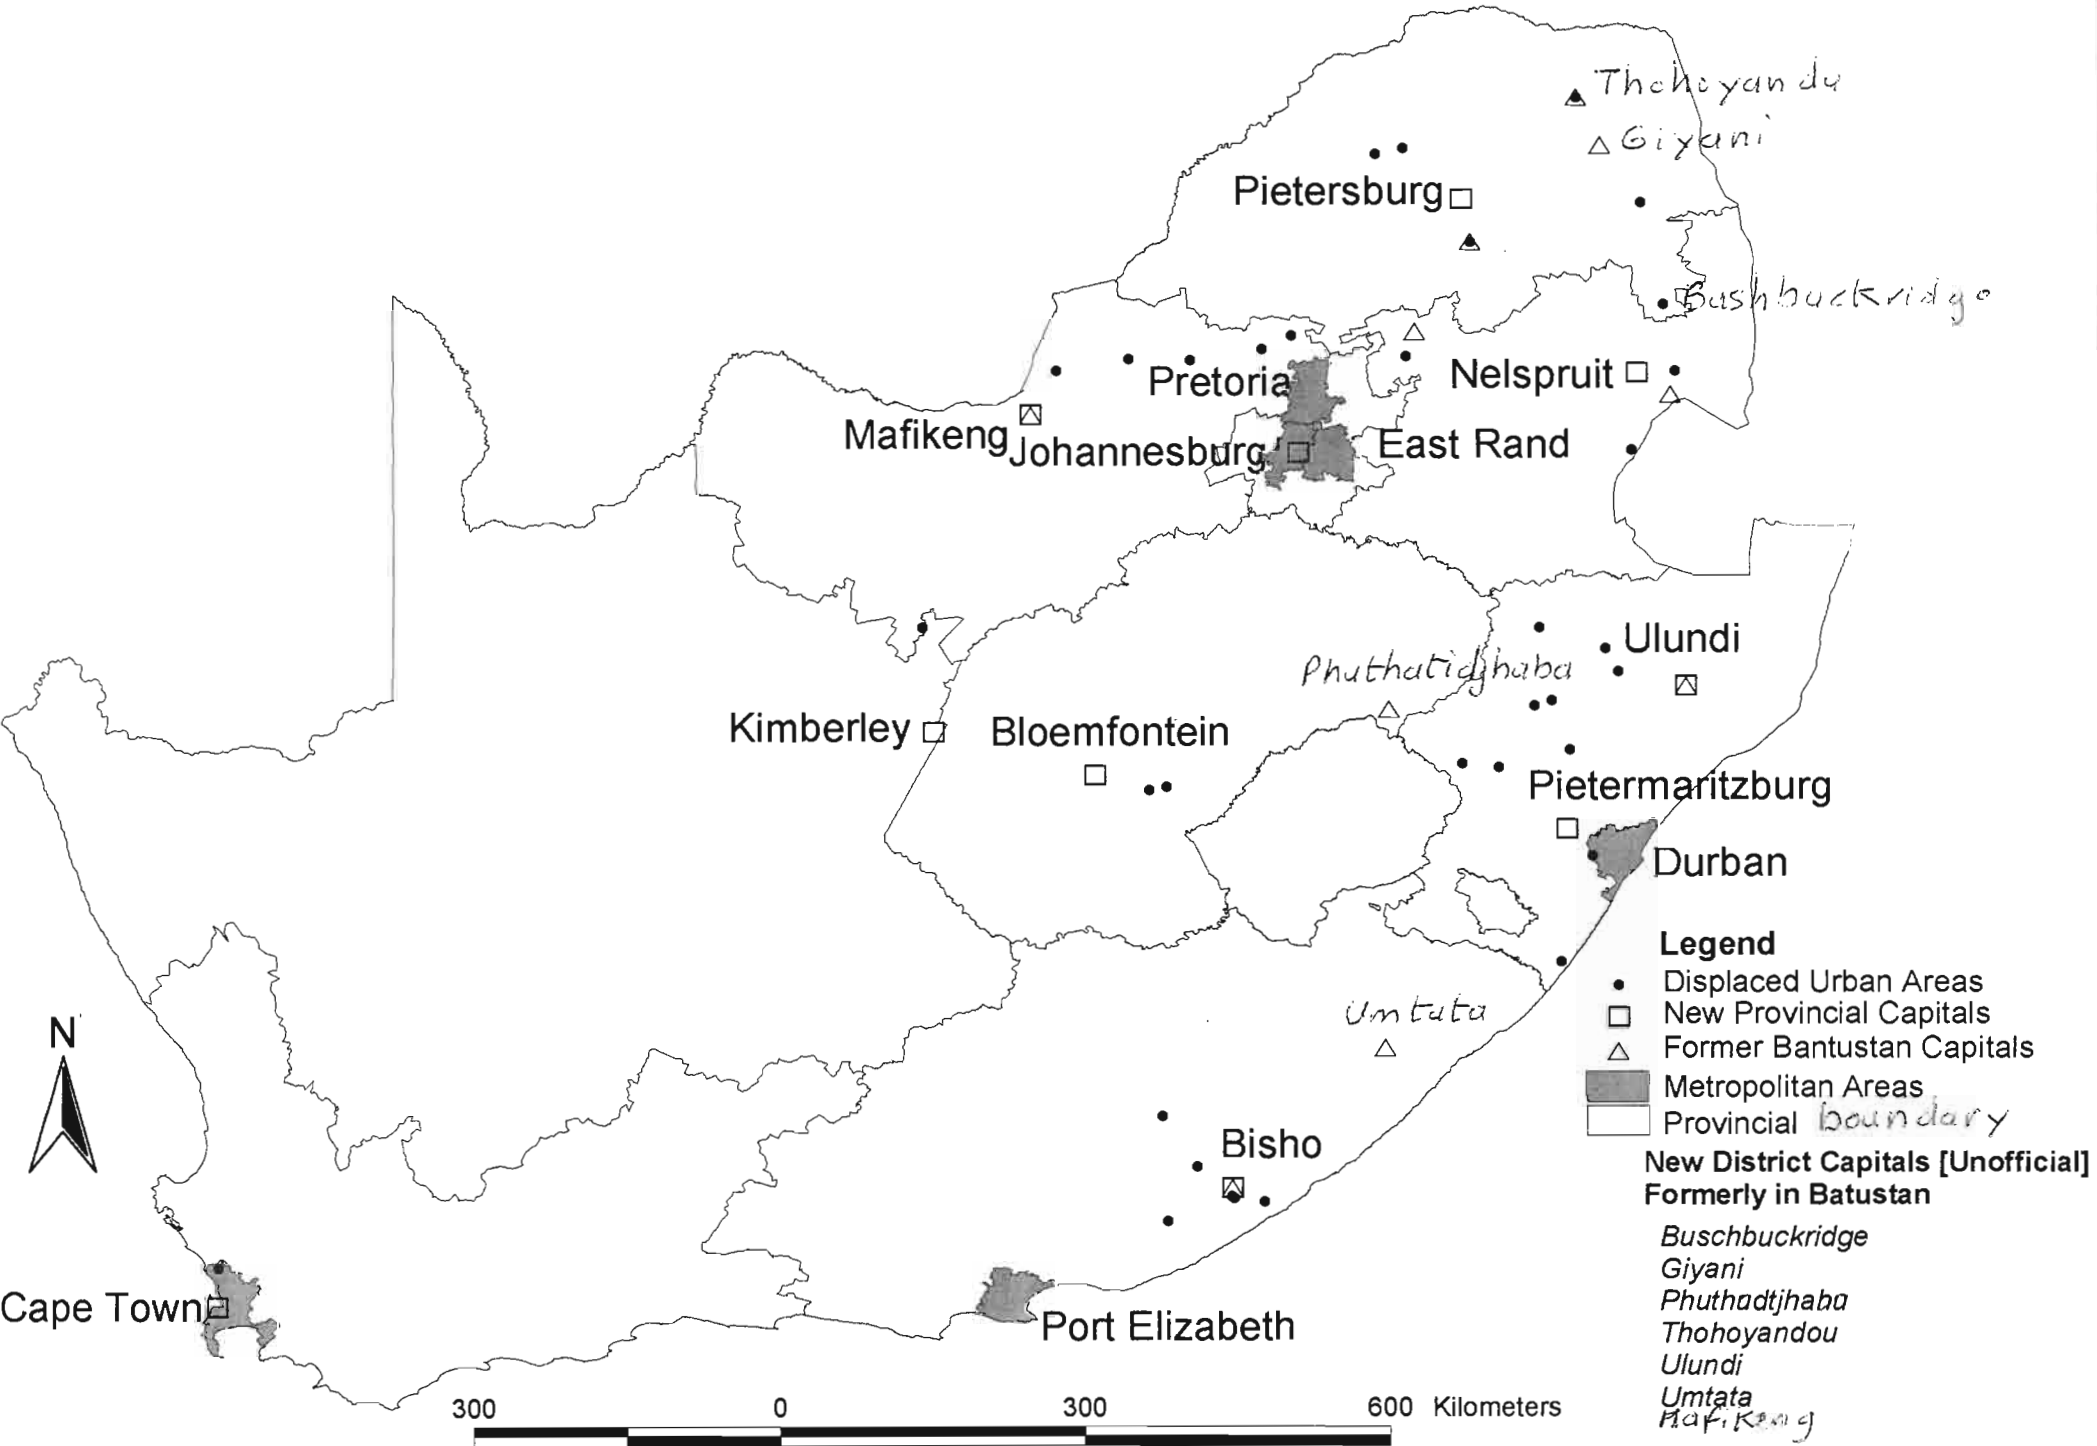 Thohoyandu
Giyani
Pietersburg
Bushbuckridge
Pretoria
Nelspruit
Mafikeng
Johannesburg
East Rand
Ulundi
Phuthatidjhaba
Kimberley
Bloemfontein
Pietermaritzburg
Durban
Legend
Displaced Urban Areas
New Provincial Capitals
Former Bantustan Capitals
Metropolitan Areas
Provincial boundary
Umtata
N
Bisho
New District Capitals [Unofficial]
Formerly in Batustan
Buschbuckridge
Giyani
Phuthadtjhaba
Thohoyandou
Ulundi
Umtata
Mafikeng
Cape Town
Port Elizabeth
300 0 300 600 Kilometers